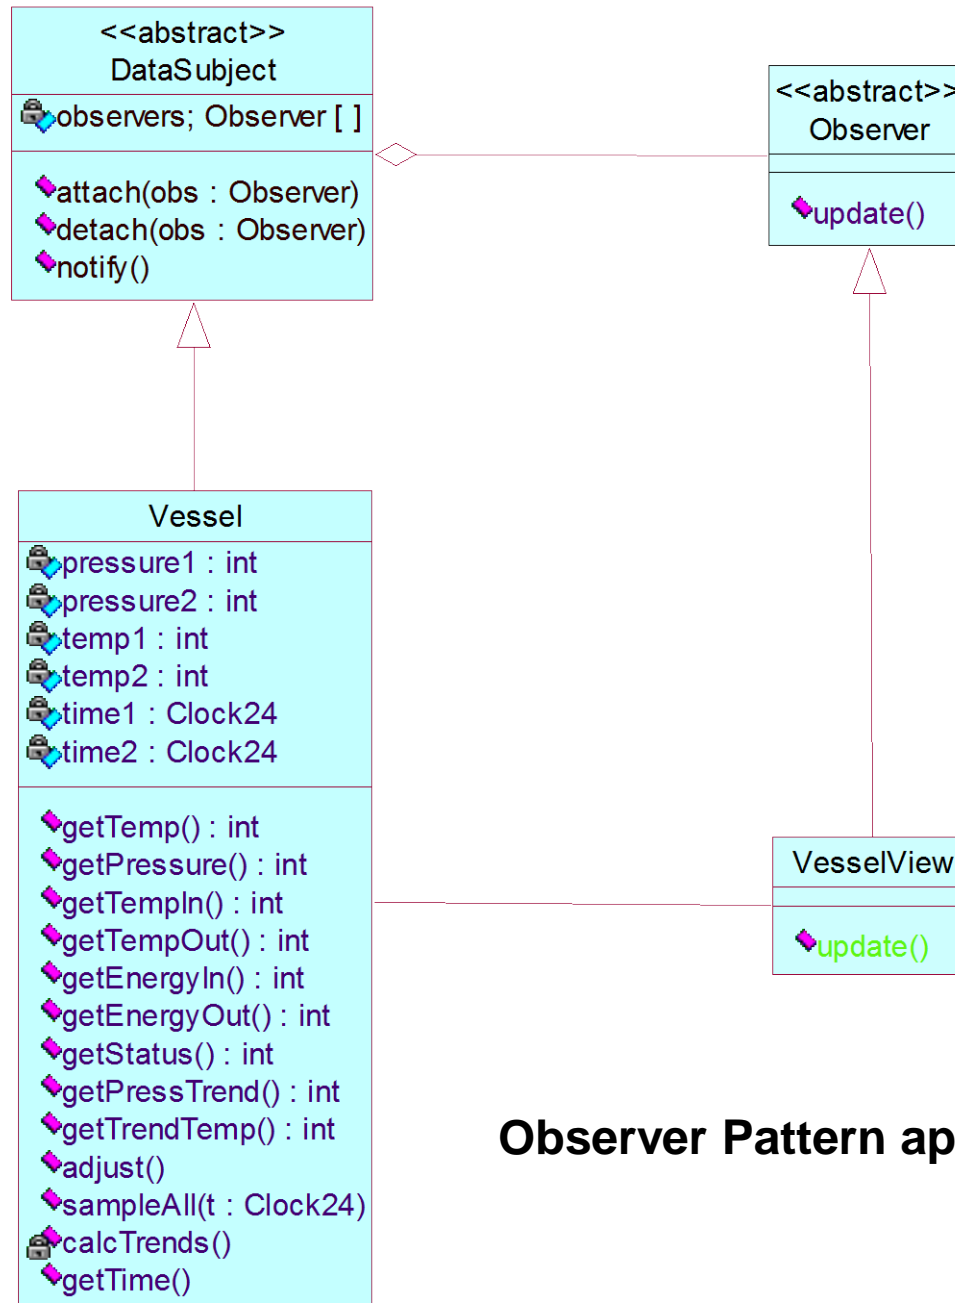 <<abstract>>
DataSubject
observers; Observer [ ]
attach(obs : Observer)
detach(obs : Observer)
notify()
<<abstract>>
Observer
update()
Vessel
pressure1 : int
pressure2 : int
temp1 : int
temp2 : int
time1 : Clock24
time2 : Clock24
getTemp() : int
getPressure() : int
getTempIn() : int
getTempOut() : int
getEnergyIn() : int
getEnergyOut() : int
getStatus() : int
getPressTrend() : int
getTrendTemp() : int
adjust()
sampleAll(t : Clock24)
calcTrends()
getTime()
VesselView
update()
Observer Pattern ap